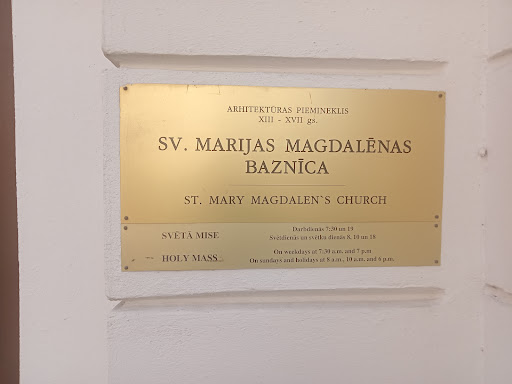 ARHITEKTŪRAS PIEMINEKLIS
XIII - XVII gs.
SV. MARIJAS MAGDALĒNAS
BAZNĪCA
ST. MARY MAGDALEN`S CHURCH
SVĒTĀ MISE
Darbdienās 7:30 un 19
Svētdienās un svētku dienās 8, 10 un 18
HOLY MASS
On weekdays at 7:30 a.m. and 7 p.m.
On sundays and holidays at 8 a.m., 10 a.m. and 6 p.m.